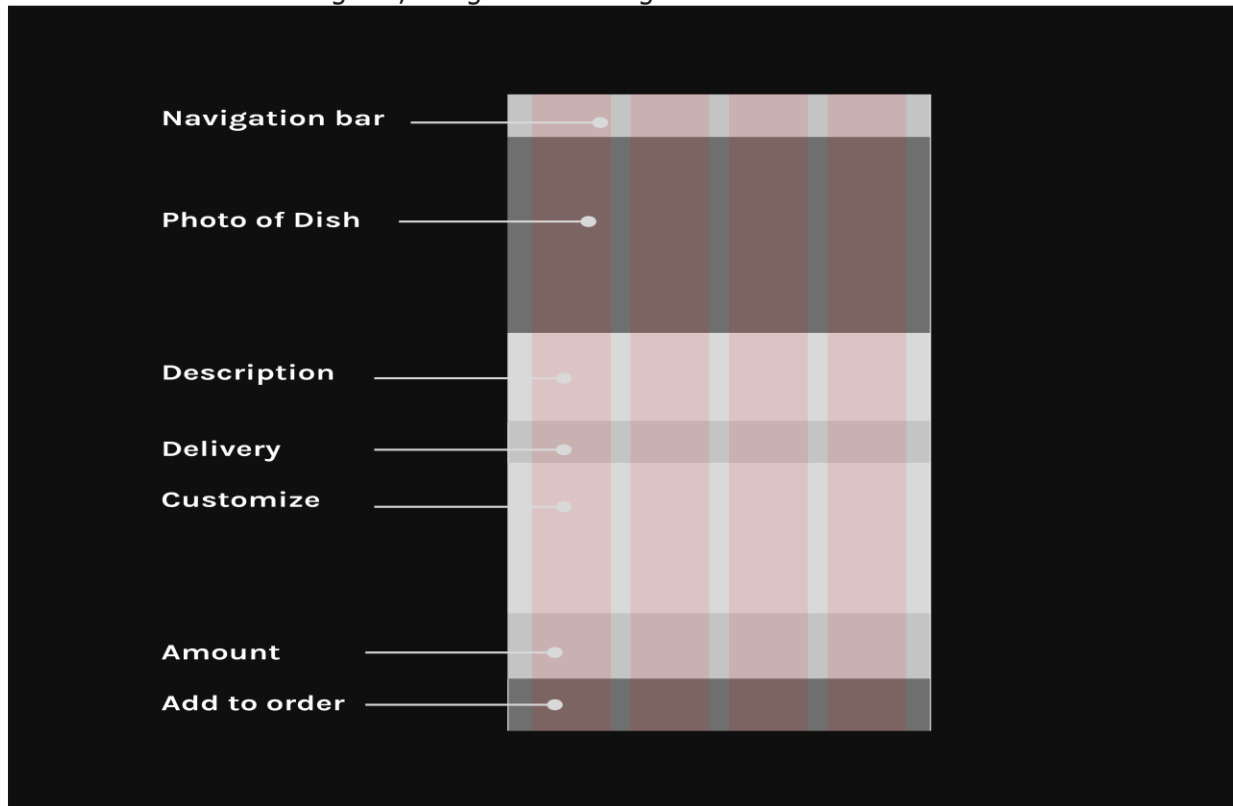 Navigation bar
Photo of Dish
Description
Delivery
Customize
Amount
Add to order